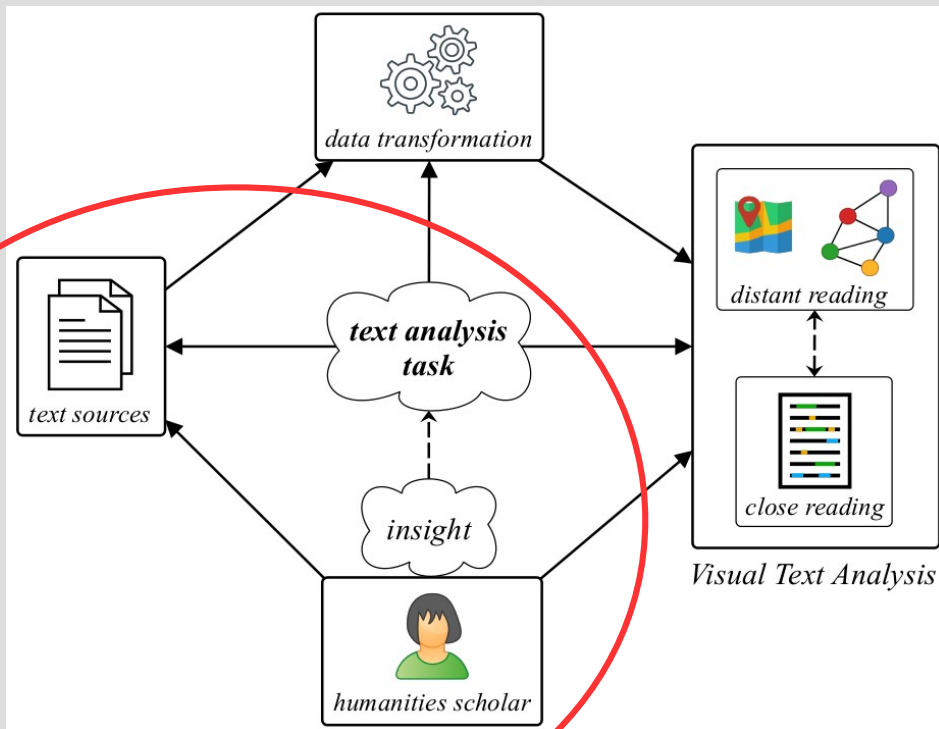 data transformation
distant reading
text analysis
task
text sources
close reading
insight
Visual Text Analysis
humanities scholar